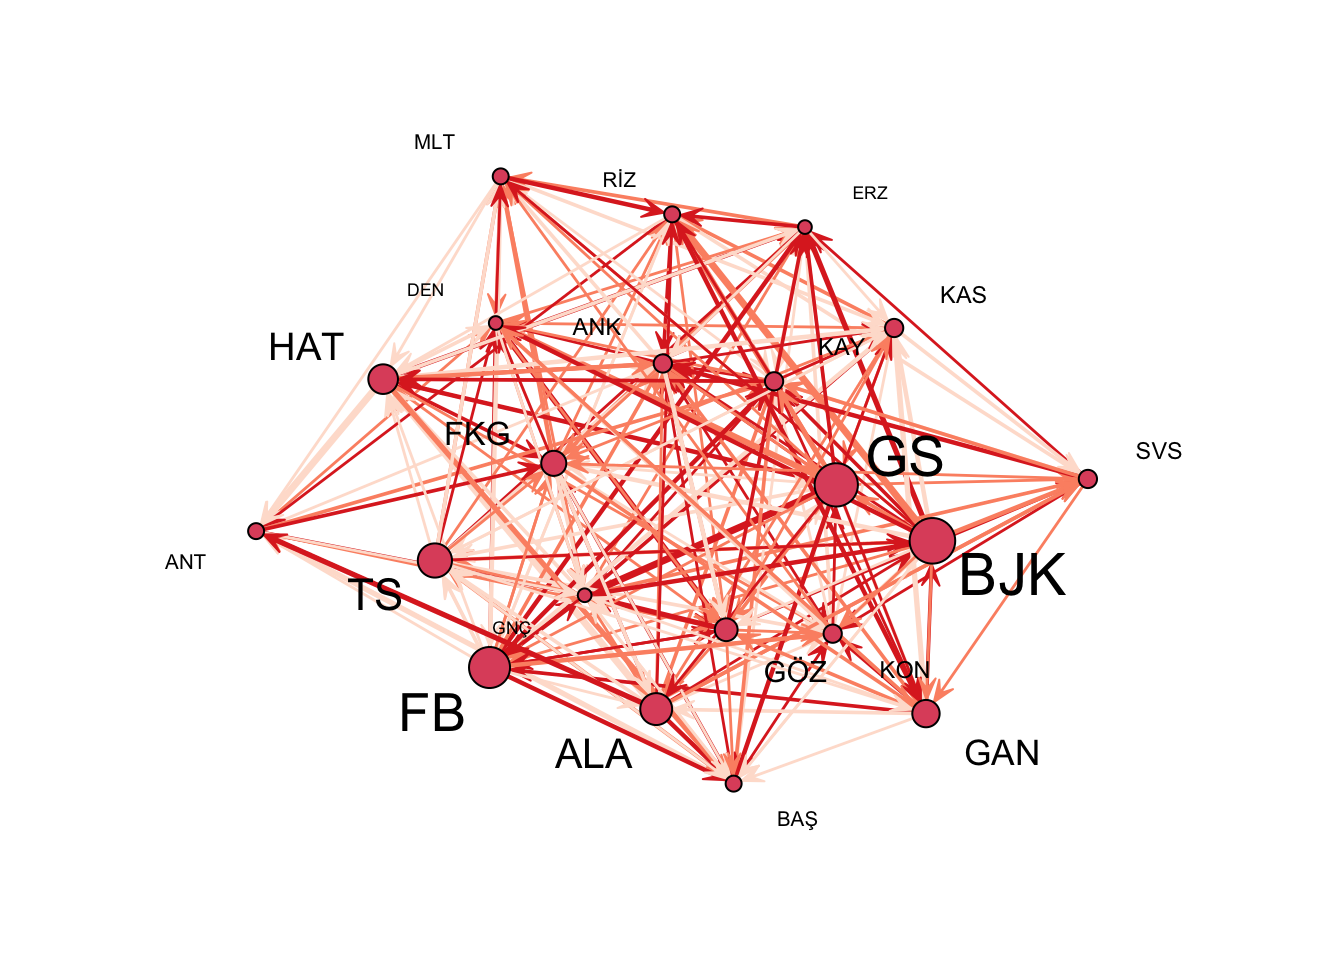 MLT
RİZ
ERZ
DEN
KAS
ANK
HAT
KAY
FKG
GS
SVS
ANT
BJK
TS
GNÇ
GÖZ
KON
FB
ALA
GAN
BAŞ